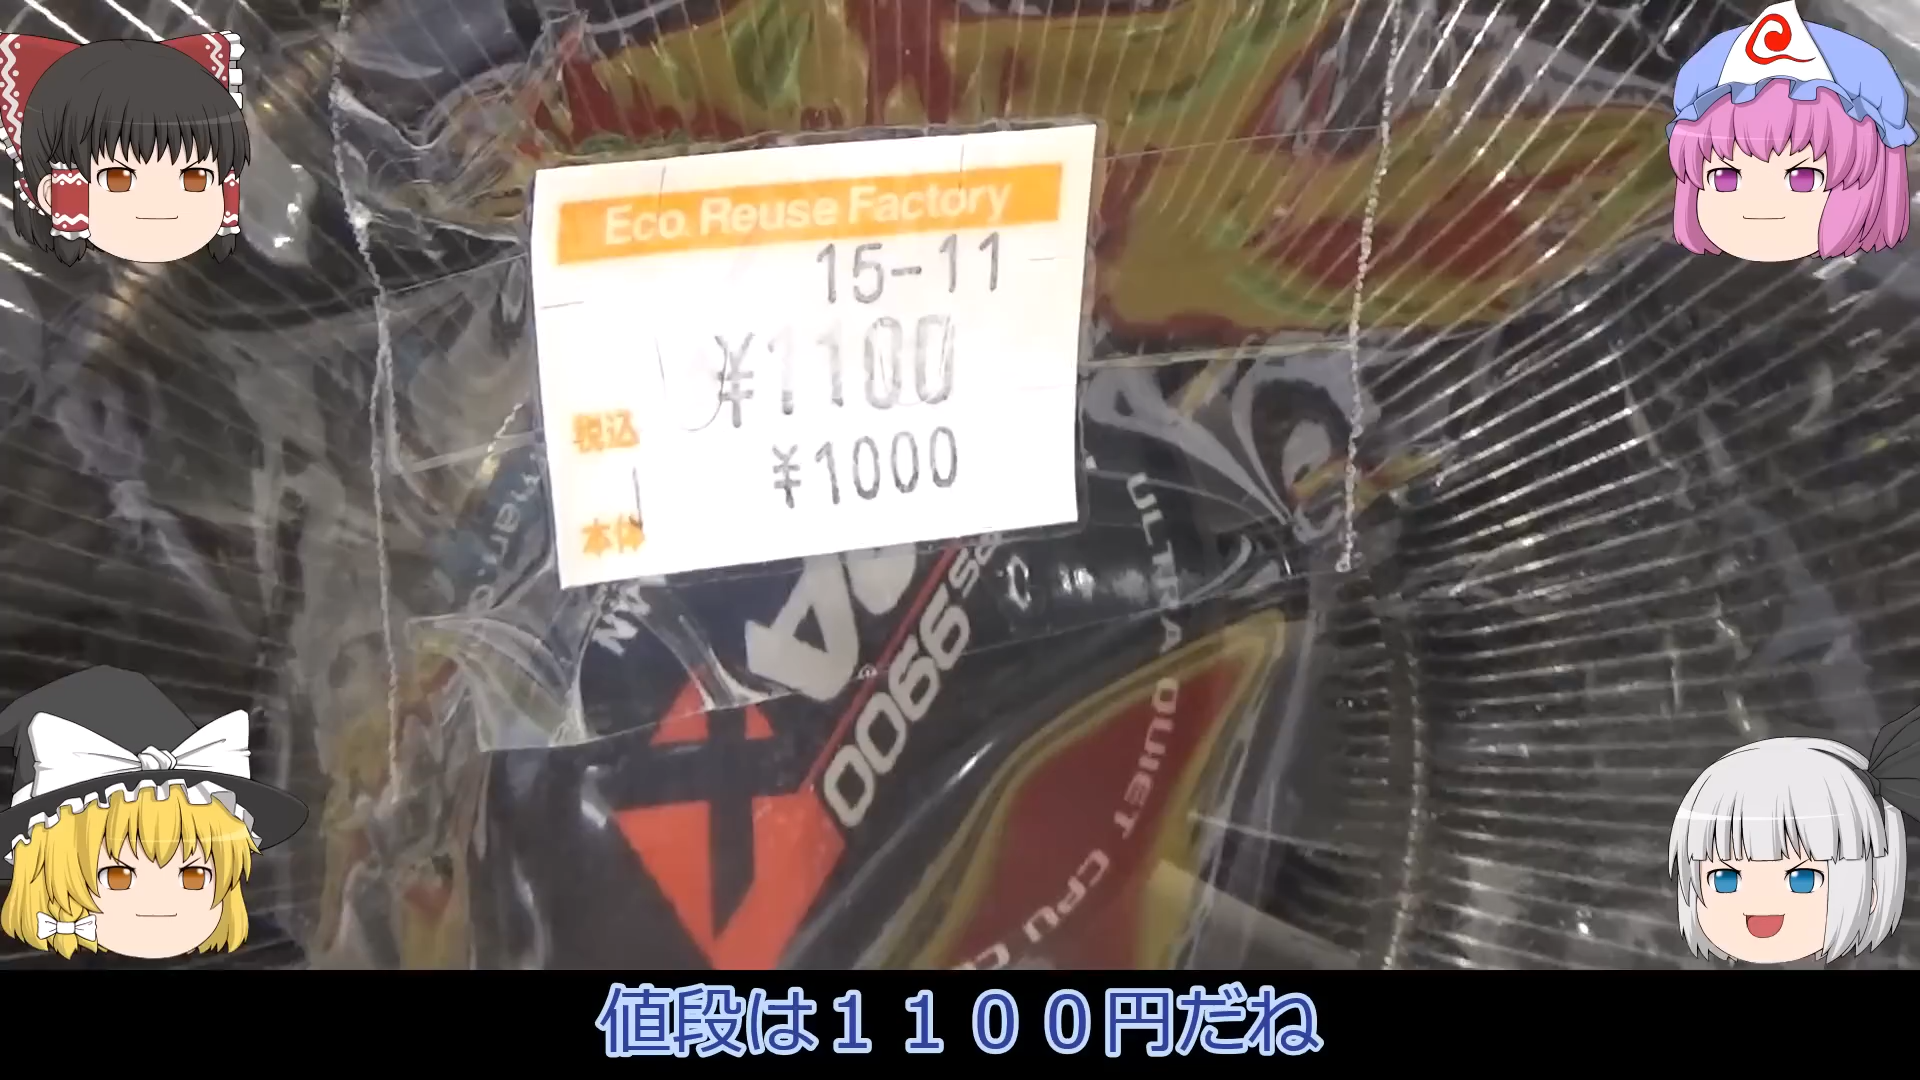 Eco Reuse Factory
15-11
¥1100
税込
¥1000
本体
9900
ULTRA QUIET CPU
値段は１１００円だね